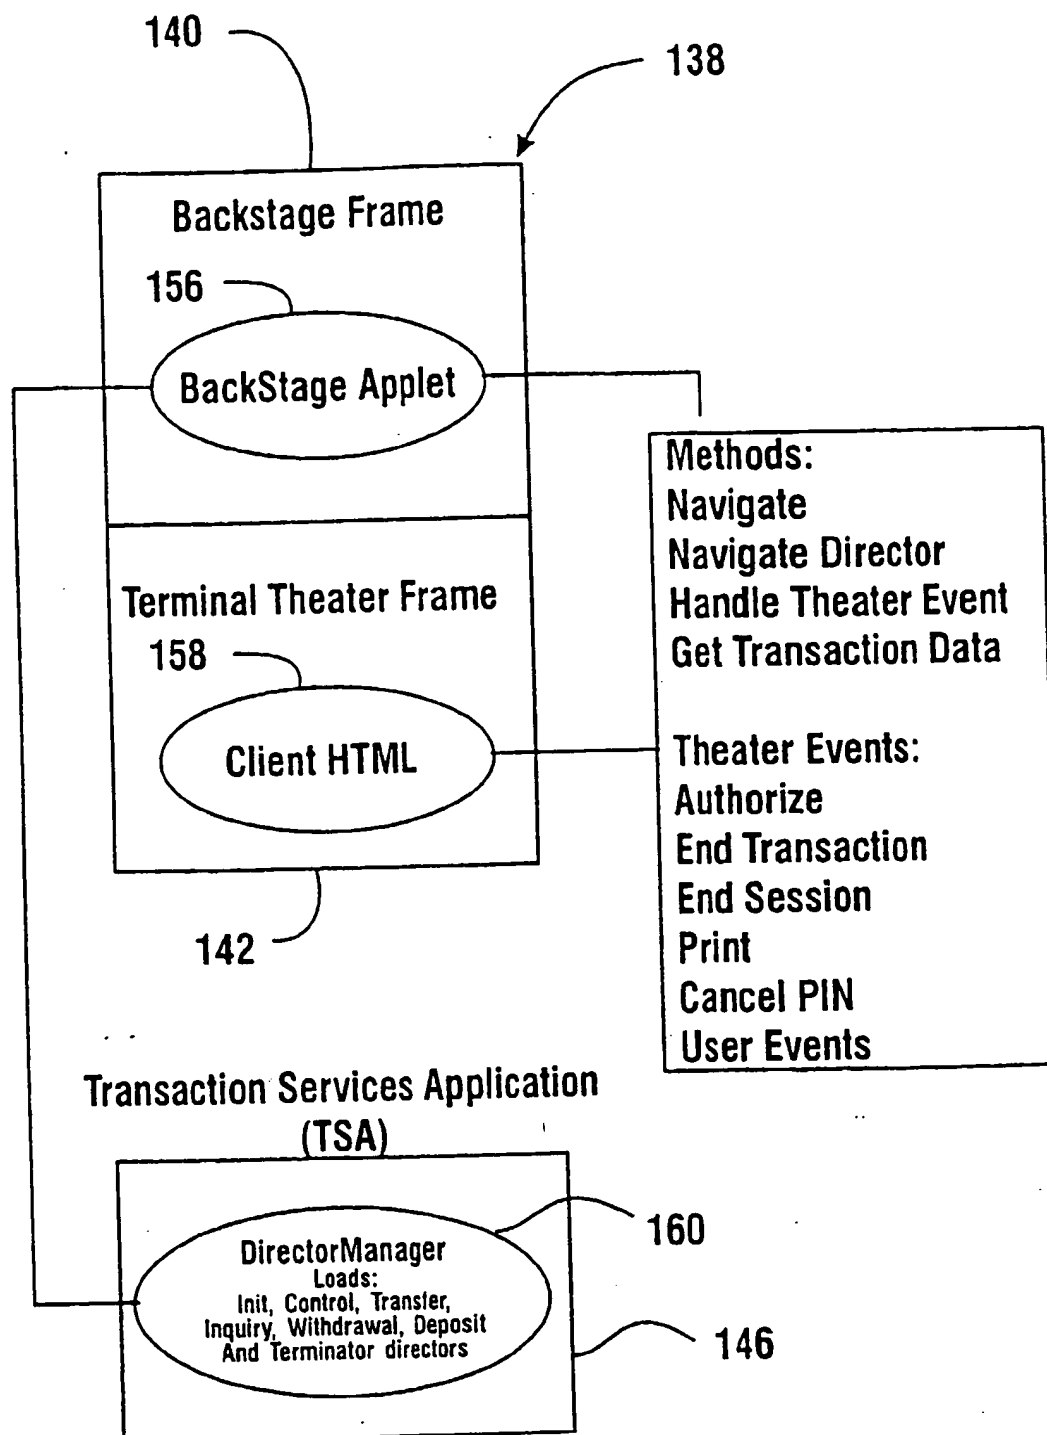 140
138
Backstage Frame
156
BackStage Applet
Methods:
Navigate
Navigate Director
Handle Theater Event
Get Transaction Data
Terminal Theater Frame
158
Client HTML
Theater Events:
Authorize
End Transaction
End Session
Print
Cancel PIN
User Events
142
Transaction Services Application
(TSA)
DirectorManager
Loads:
Init, Control, Transfer,
Inquiry, Withdrawal, Deposit
And Terminator directors
160
146